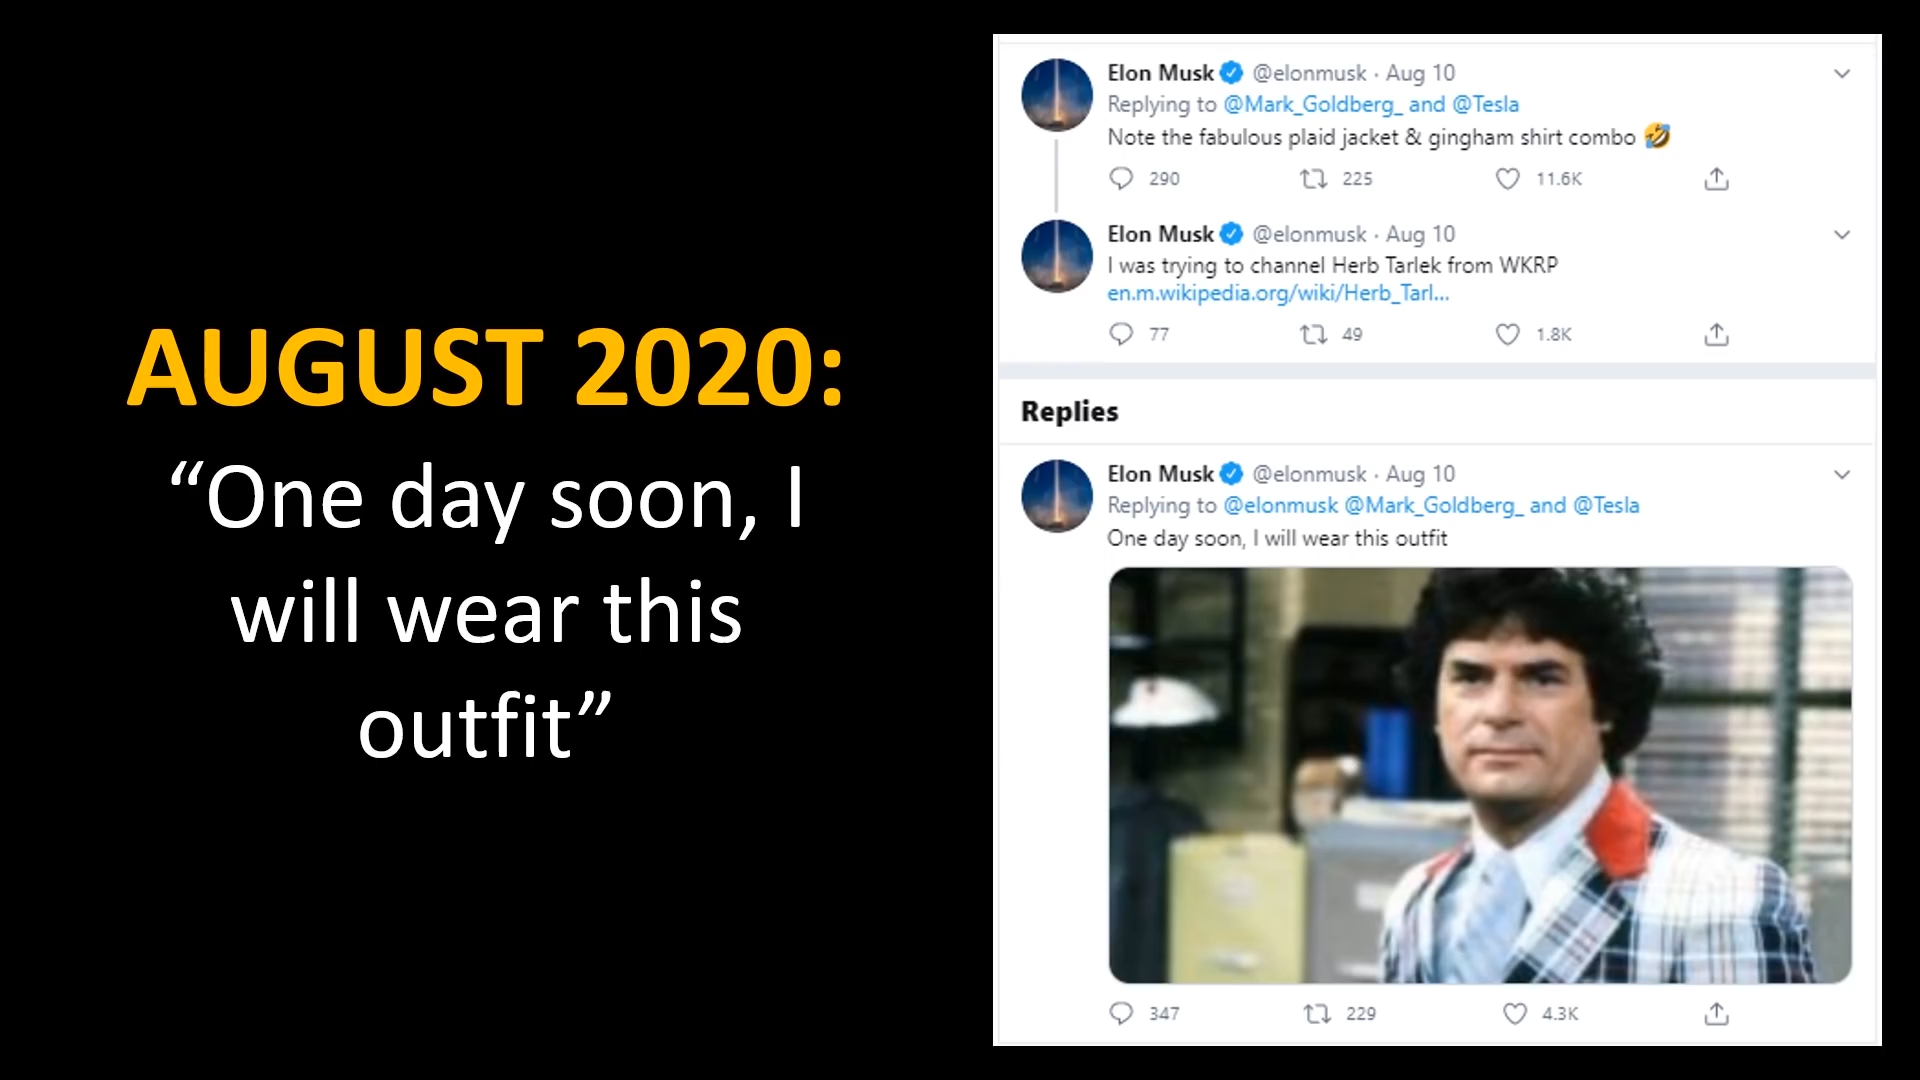 AUGUST 2020:
“One day soon, I
will wear this
outfit”
Elon Musk @elonmusk · Aug 10
Replying to @Mark_Goldberg_ and @Tesla
Note the fabulous plaid jacket & gingham shirt combo 🤣
290 225 11.6K
Elon Musk @elonmusk · Aug 10
I was trying to channel Herb Tarlek from WKRP
en.m.wikipedia.org/wiki/Herb_Tarl...
77 49 1.8K
Replies
Elon Musk @elonmusk · Aug 10
Replying to @elonmusk @Mark_Goldberg_ and @Tesla
One day soon, I will wear this outfit
347 229 4.3K